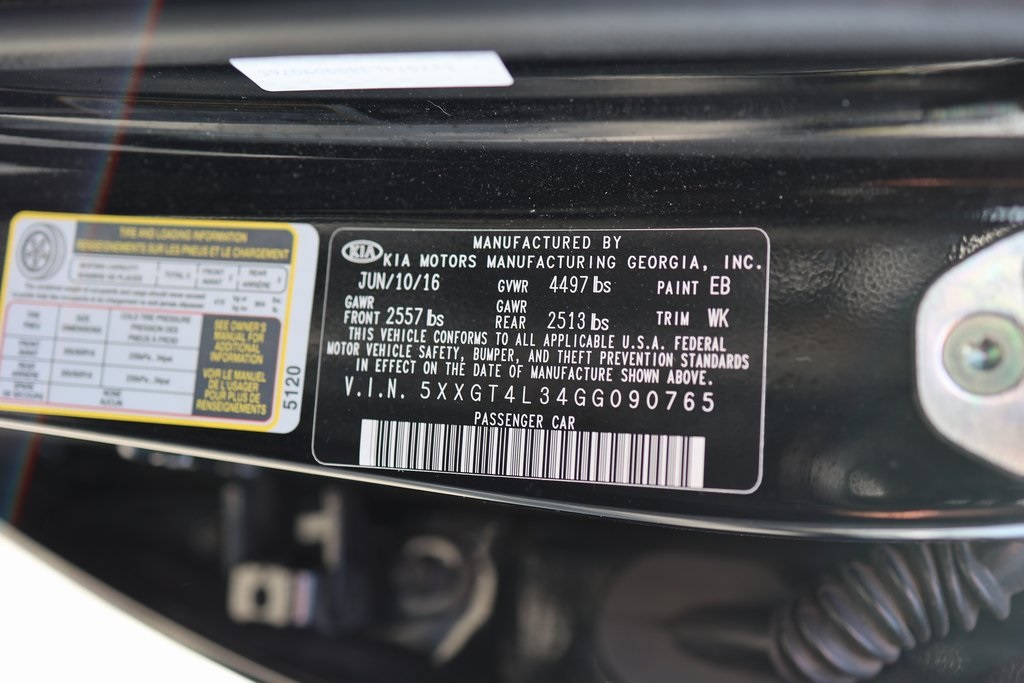 TIRE AND LOADING INFORMATION
RENSEIGNEMENTS SUR LES PNEUS ET LE CHARGEMENT
SEE OWNER'S
MANUAL FOR
ADDITIONAL
INFORMATION
VOIR LE MANUEL
DE L'USAGER
POUR PLUS DE
RENSEIGNEMENTS
5120
KIA
MANUFACTURED BY
KIA MOTORS MANUFACTURING GEORGIA, INC.
JUN/10/16 GVWR 4497 lbs PAINT EB
GAWR FRONT 2557 lbs GAWR REAR 2513 lbs TRIM WK
THIS VEHICLE CONFORMS TO ALL APPLICABLE U.S.A. FEDERAL
MOTOR VEHICLE SAFETY, BUMPER, AND THEFT PREVENTION STANDARDS
IN EFFECT ON THE DATE OF MANUFACTURE SHOWN ABOVE.
V.I.N. 5XXGT4L34GG090765
PASSENGER CAR